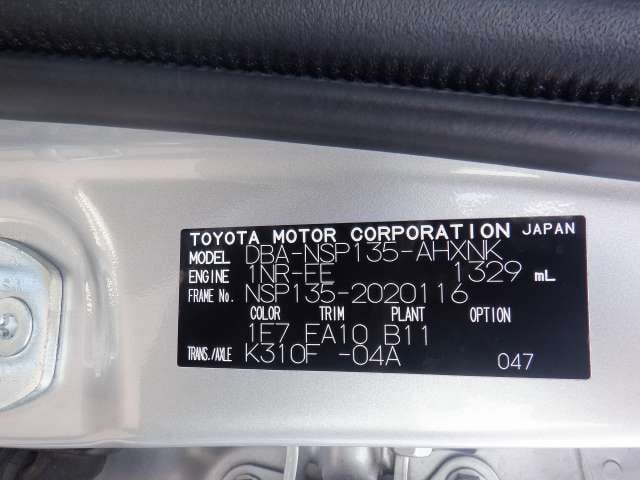 TOYOTA MOTOR CORPORATION JAPAN
MODEL DBA-NSP135-AHXNK
ENGINE 1NR-FE 1329 mL
FRAME No. NSP135-2020116
COLOR TRIM PLANT OPTION
1F7 FA10 B11
TRANS./AXLE K310F -04A
047